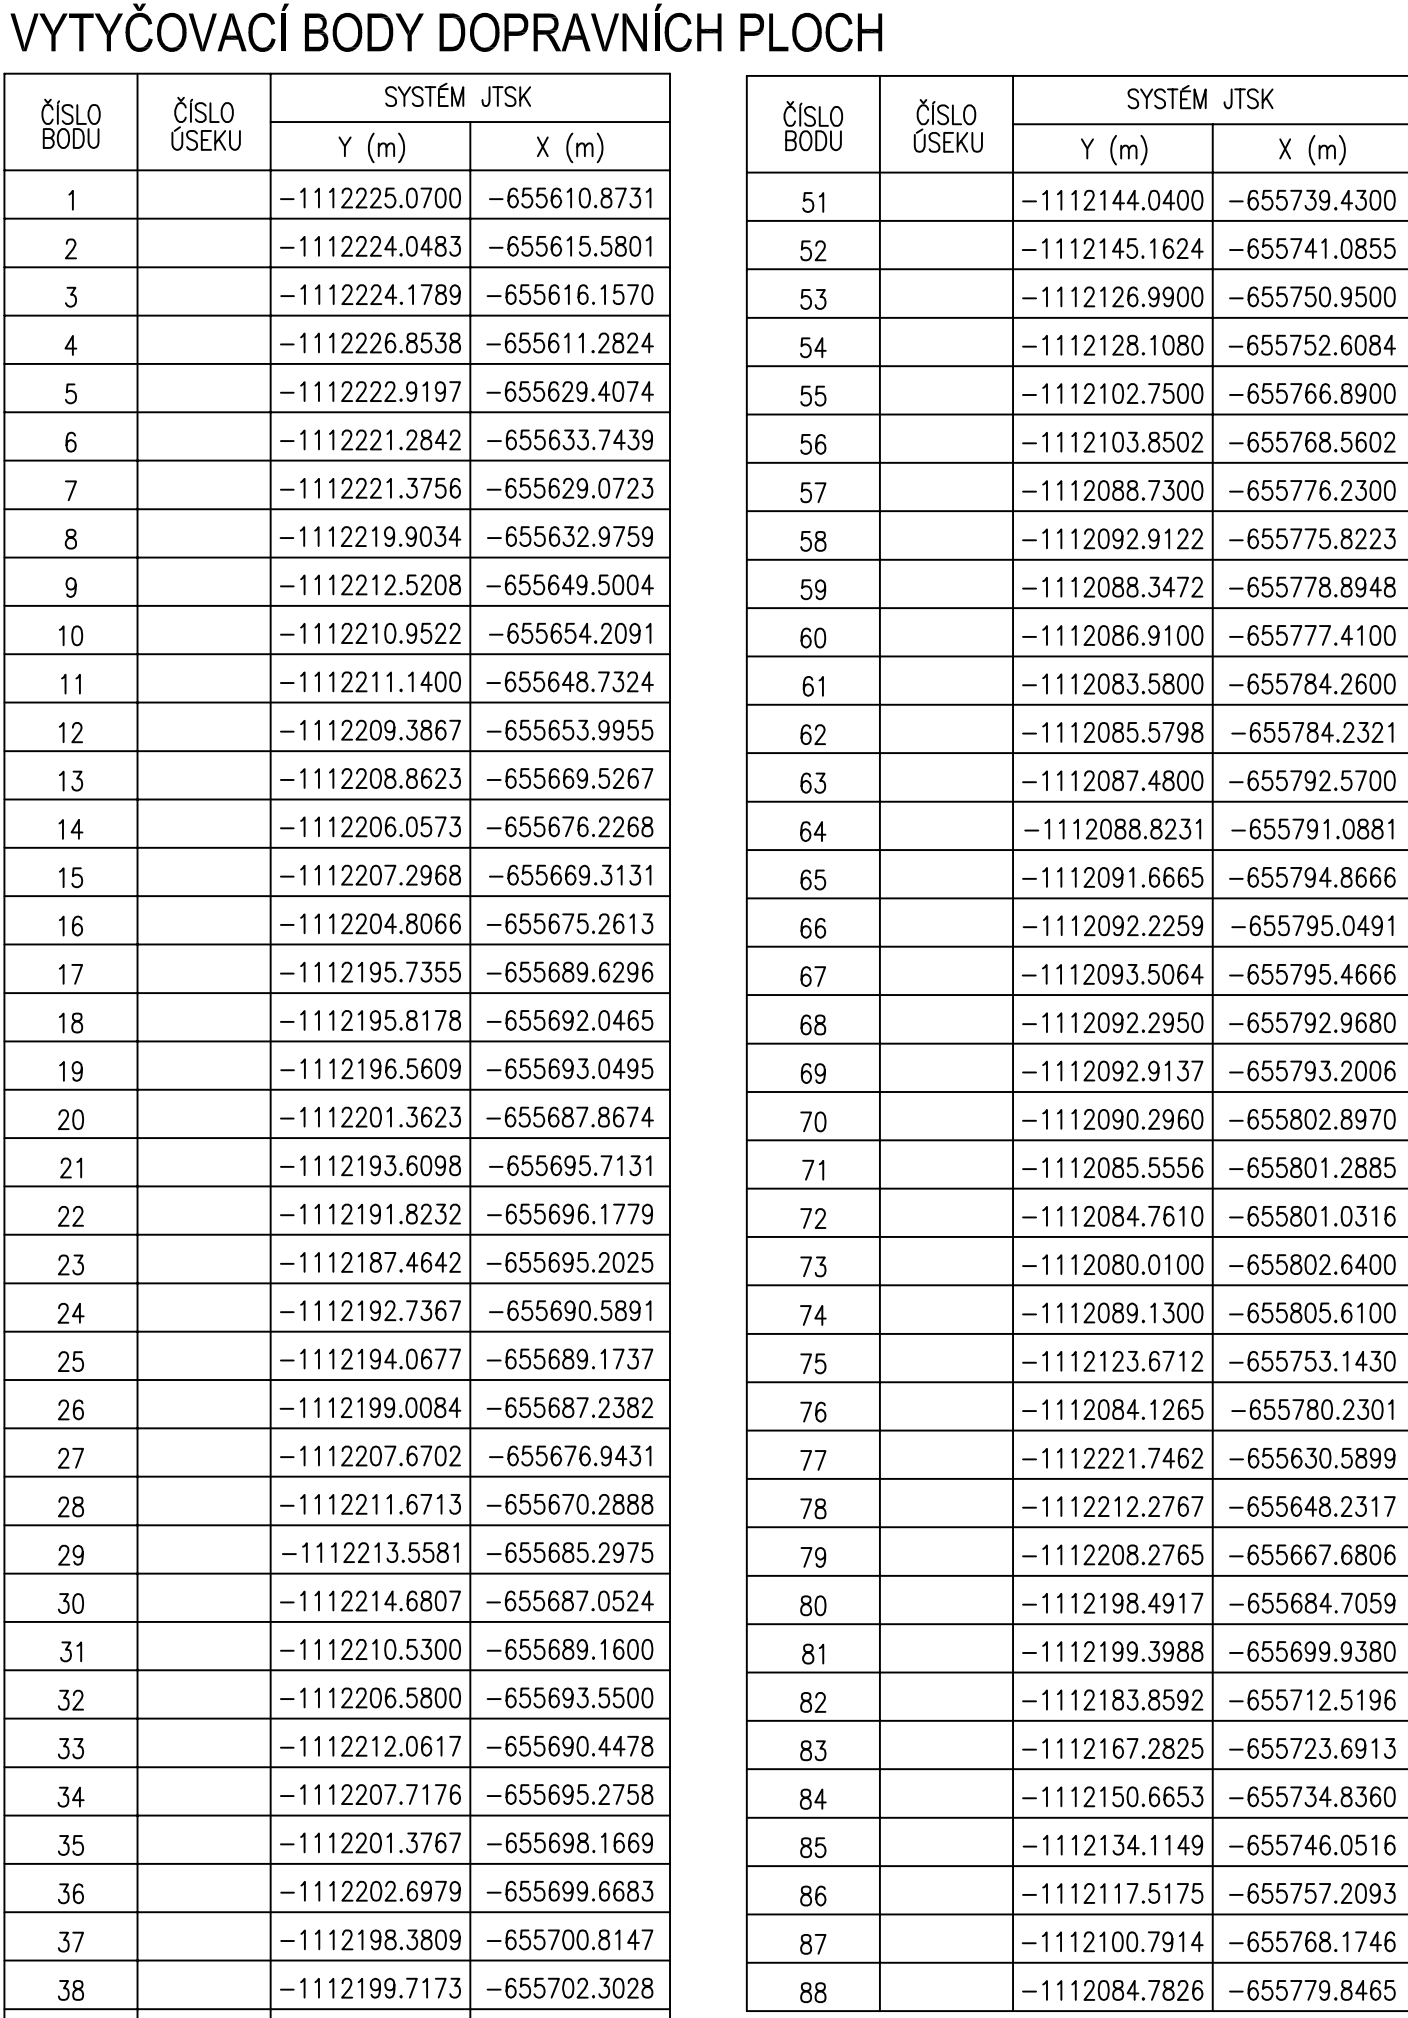 VYTYČOVACÍ BODY DOPRAVNÍCH PLOCH
ČÍSLO BODU ČÍSLO ÚSEKU SYSTÉM JTSK
Y (m) X (m)
1 -1112225.0700 -655610.8731
2 -1112224.0483 -655615.5801
3 -1112224.1789 -655616.1570
4 -1112226.8538 -655611.2824
5 -1112222.9197 -655629.4074
6 -1112221.2842 -655633.7439
7 -1112221.3756 -655629.0723
8 -1112219.9034 -655632.9759
9 -1112212.5208 -655649.5004
10 -1112210.9522 -655654.2091
11 -1112211.1400 -655648.7324
12 -1112209.3867 -655653.9955
13 -1112208.8623 -655669.5267
14 -1112206.0573 -655676.2268
15 -1112207.2968 -655669.3131
16 -1112204.8066 -655675.2613
17 -1112195.7355 -655689.6296
18 -1112195.8178 -655692.0465
19 -1112196.5609 -655693.0495
20 -1112201.3623 -655687.8674
21 -1112193.6098 -655695.7131
22 -1112191.8232 -655696.1779
23 -1112187.4642 -655695.2025
24 -1112192.7367 -655690.5891
25 -1112194.0677 -655689.1737
26 -1112199.0084 -655687.2382
27 -1112207.6702 -655676.9431
28 -1112211.6713 -655670.2888
29 -1112213.5581 -655685.2975
30 -1112214.6807 -655687.0524
31 -1112210.5300 -655689.1600
32 -1112206.5800 -655693.5500
33 -1112212.0617 -655690.4478
34 -1112207.7176 -655695.2758
35 -1112201.3767 -655698.1669
36 -1112202.6979 -655699.6683
37 -1112198.3809 -655700.8147
38 -1112199.7173 -655702.3028
ČÍSLO BODU ČÍSLO ÚSEKU SYSTÉM JTSK
Y (m) X (m)
51 -1112144.0400 -655739.4300
52 -1112145.1624 -655741.0855
53 -1112126.9900 -655750.9500
54 -1112128.1080 -655752.6084
55 -1112102.7500 -655766.8900
56 -1112103.8502 -655768.5602
57 -1112088.7300 -655776.2300
58 -1112092.9122 -655775.8223
59 -1112088.3472 -655778.8948
60 -1112086.9100 -655777.4100
61 -1112083.5800 -655784.2600
62 -1112085.5798 -655784.2321
63 -1112087.4800 -655792.5700
64 -1112088.8231 -655791.0881
65 -1112091.6665 -655794.8666
66 -1112092.2259 -655795.0491
67 -1112093.5064 -655795.4666
68 -1112092.2950 -655792.9680
69 -1112092.9137 -655793.2006
70 -1112090.2960 -655802.8970
71 -1112085.5556 -655801.2885
72 -1112084.7610 -655801.0316
73 -1112080.0100 -655802.6400
74 -1112089.1300 -655805.6100
75 -1112123.6712 -655753.1430
76 -1112084.1265 -655780.2301
77 -1112221.7462 -655630.5899
78 -1112212.2767 -655648.2317
79 -1112208.2765 -655667.6806
80 -1112198.4917 -655684.7059
81 -1112199.3988 -655699.9380
82 -1112183.8592 -655712.5196
83 -1112167.2825 -655723.6913
84 -1112150.6653 -655734.8360
85 -1112134.1149 -655746.0516
86 -1112117.5175 -655757.2093
87 -1112100.7914 -655768.1746
88 -1112084.7826 -655779.8465